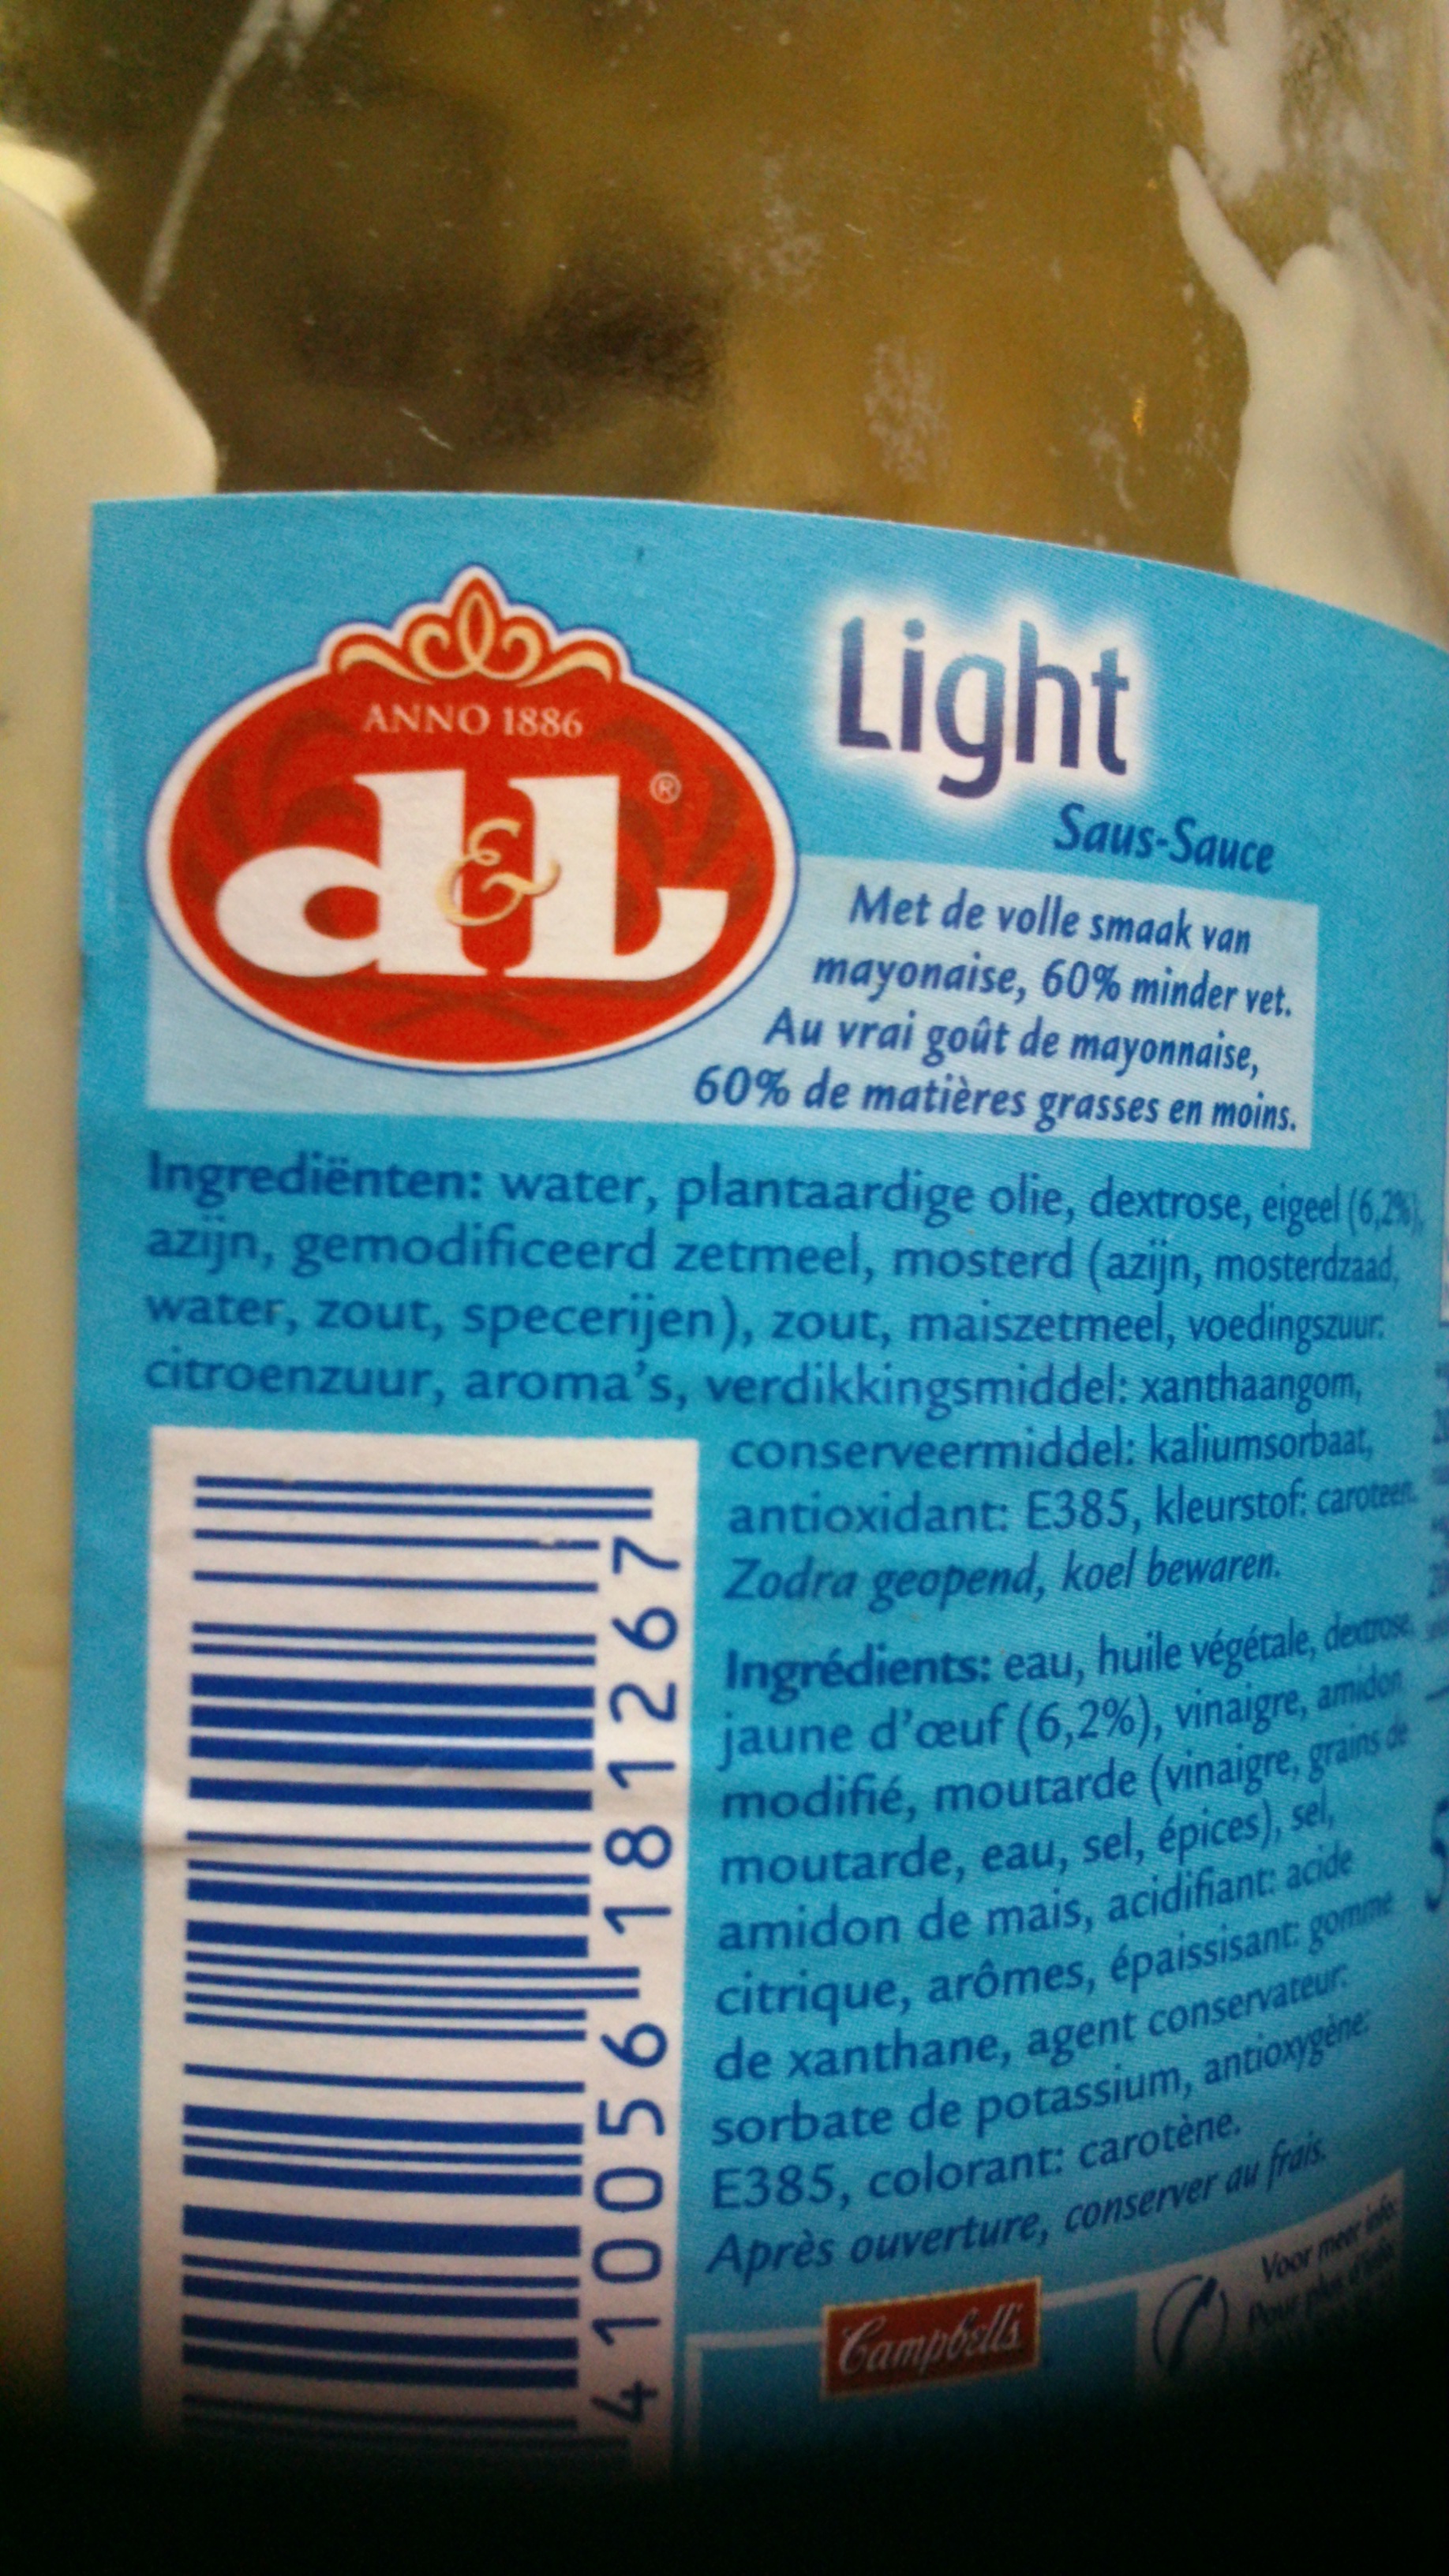 ANNO 1886
d&L®
Light
Saus-Sauce
Met de volle smaak van
mayonaise, 60% minder vet.
Au vrai goût de mayonnaise,
60% de matières grasses en moins.
Ingrediënten: water, plantaardige olie, dextrose, eigeel (6,2%),
azijn, gemodificeerd zetmeel, mosterd (azijn, mosterdzaad,
water, zout, specerijen), zout, maiszetmeel, voedingszuur:
citroenzuur, aroma's, verdikkingsmiddel: xanthaangom,
conserveermiddel: kaliumsorbaat,
antioxidant: E385, kleurstof: caroteen.
Zodra geopend, koel bewaren.
Ingrédients: eau, huile végétale, dextrose,
jaune d'œuf (6,2%), vinaigre, amidon
modifié, moutarde (vinaigre, grains de
moutarde, eau, sel, épices), sel,
amidon de mais, acidifiant: acide
citrique, arômes, épaississant: gomme
de xanthane, agent conservateur:
sorbate de potassium, antioxygène:
E385, colorant: carotène.
Après ouverture, conserver au frais.
410056 181267
Campbell's
Voor meer info:
Pour plus d'info: